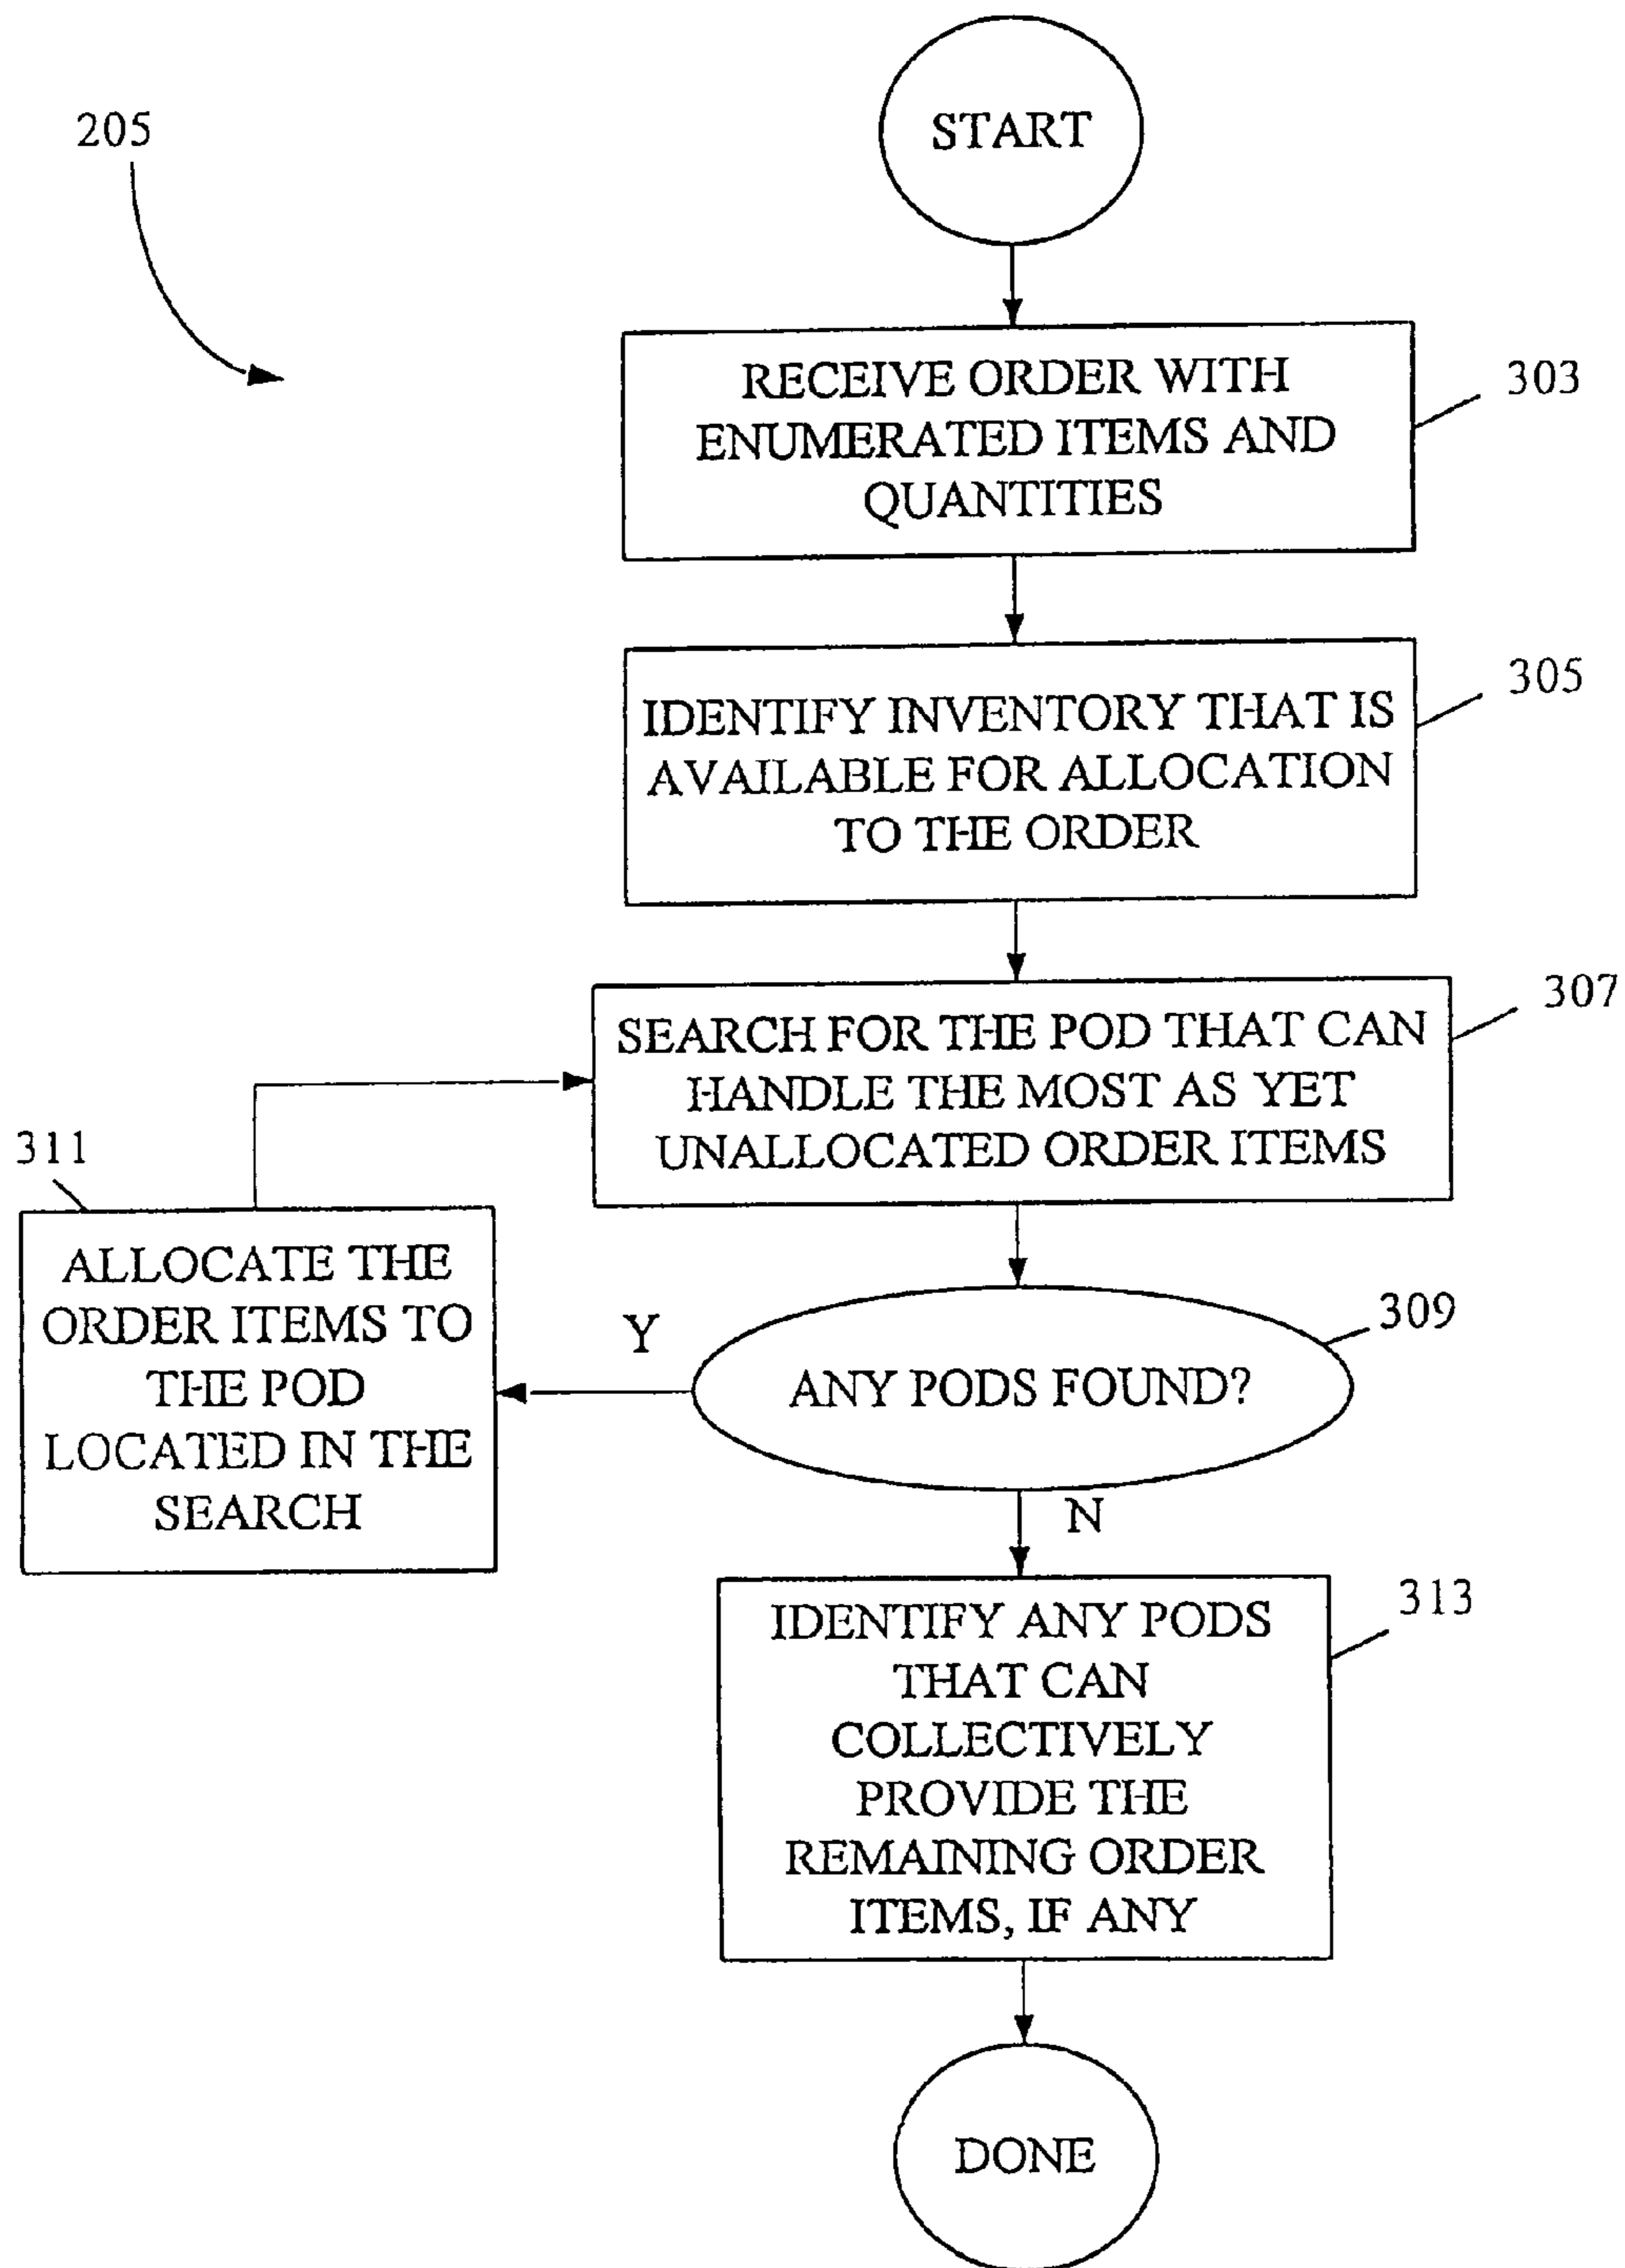 START
205
RECEIVE ORDER WITH
ENUMERATED ITEMS AND
QUANTITIES
303
IDENTIFY INVENTORY THAT IS
AVAILABLE FOR ALLOCATION
TO THE ORDER
305
SEARCH FOR THE POD THAT CAN
HANDLE THE MOST AS YET
UNALLOCATED ORDER ITEMS
307
311
ALLOCATE THE
ORDER ITEMS TO
THE POD
LOCATED IN THE
SEARCH
Y
ANY PODS FOUND?
309
N
IDENTIFY ANY PODS
THAT CAN
COLLECTIVELY
PROVIDE THE
REMAINING ORDER
ITEMS, IF ANY
313
DONE